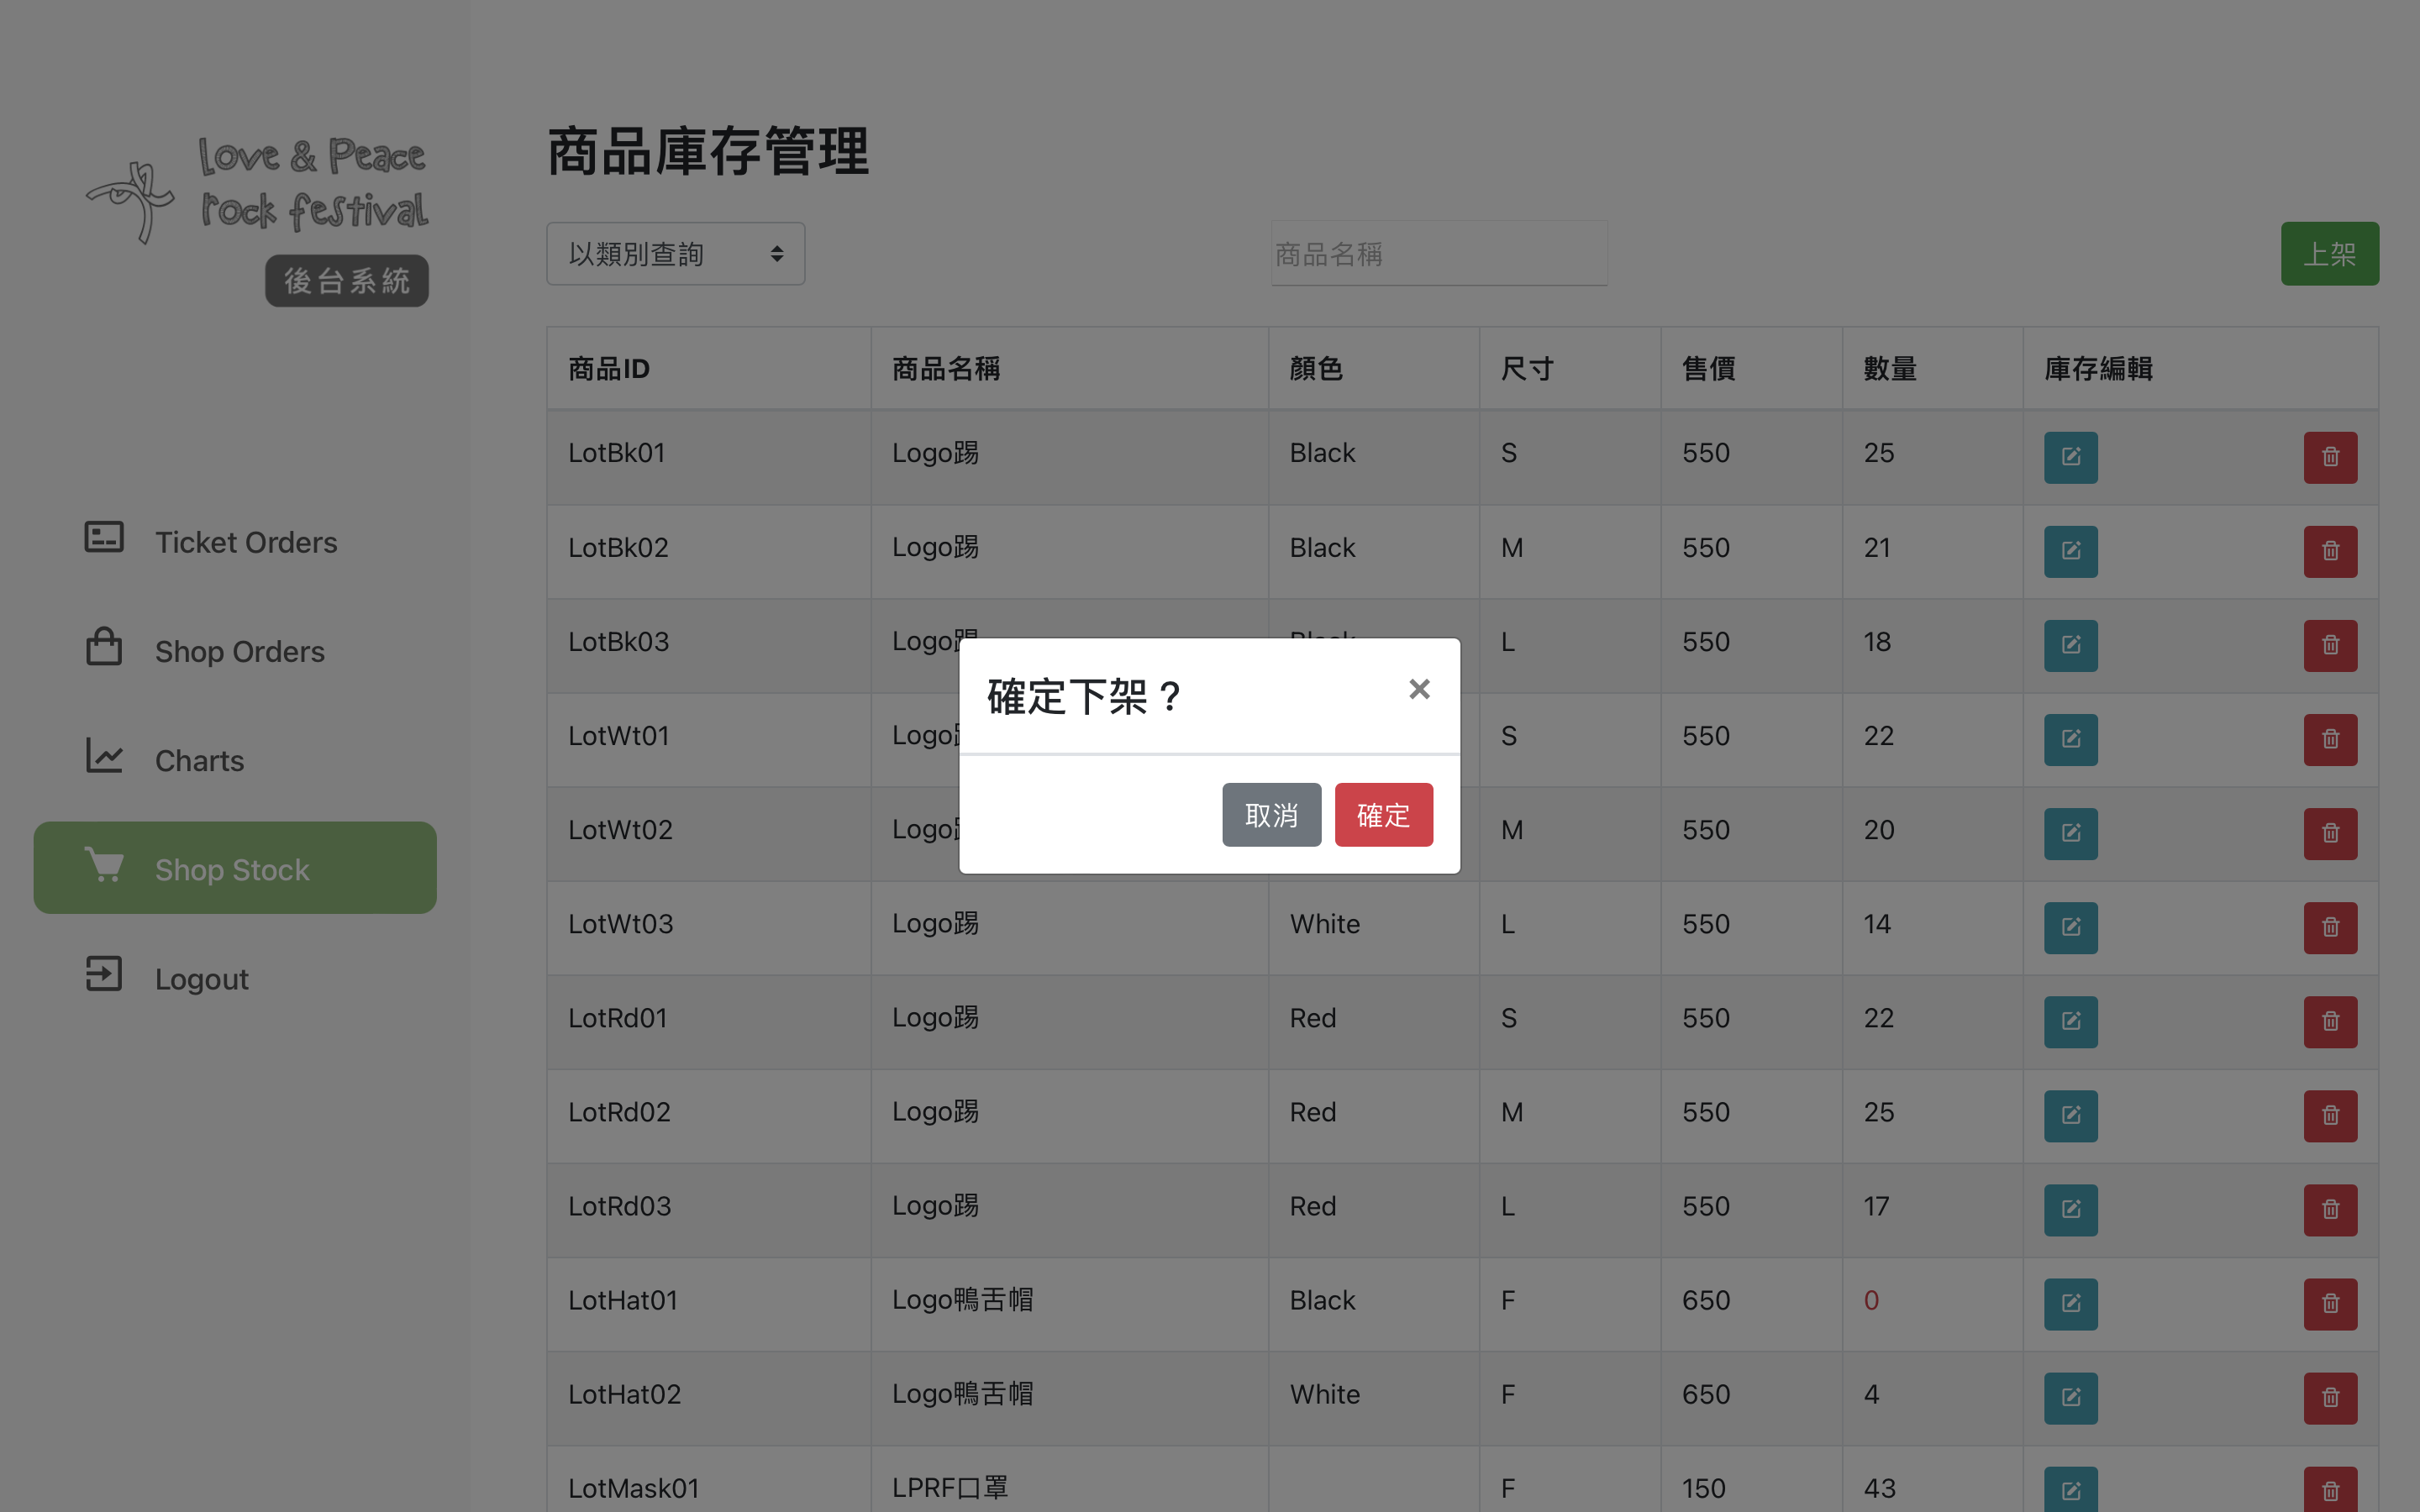 Love & Peace
rock festival
後台系統
Ticket Orders
Shop Orders
Charts
Shop Stock
Logout
商品庫存管理
以類別查詢 商品名稱 上架
商品ID 商品名稱 顏色 尺寸 售價 數量 庫存編輯
LotBk01 Logo踢 Black S 550 25
LotBk02 Logo踢 Black M 550 21
LotBk03 Logo L 550 18
LotWt01 Logo S 550 22
LotWt02 Logo M 550 20
LotWt03 Logo踢 White L 550 14
LotRd01 Logo踢 Red S 550 22
LotRd02 Logo踢 Red M 550 25
LotRd03 Logo踢 Red L 550 17
LotHat01 Logo鴨舌帽 Black F 650 0
LotHat02 Logo鴨舌帽 White F 650 4
LotMask01 LPRF口罩 F 150 43
確定下架？ ×
取消 確定